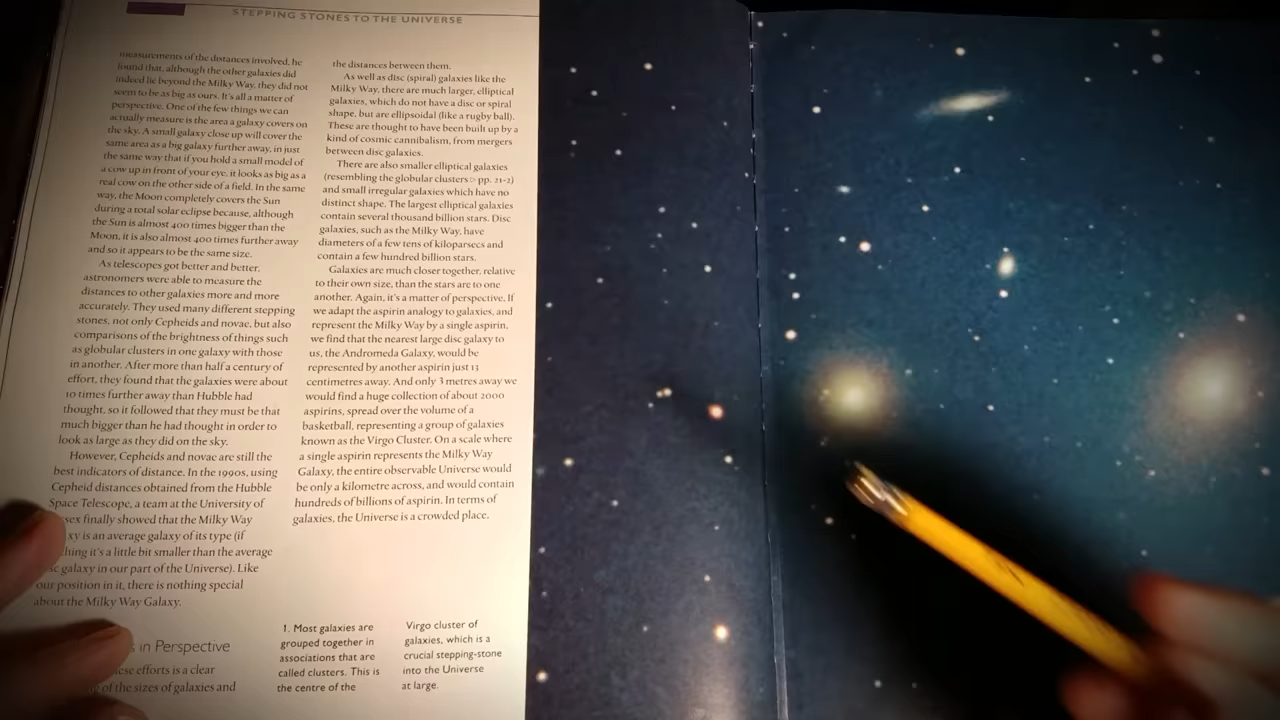 STEPPING STONES TO THE UNIVERSE
measurements of the distances involved, he
found that, although the other galaxies did
indeed lie beyond the Milky Way, they did not
seem to be as big as ours. It's all a matter of
perspective. One of the few things we can
actually measure is the area a galaxy covers on
the sky. A small galaxy close up will cover the
same area as a big galaxy further away, in just
the same way that if you hold a small model of
a cow up in front of your eye, it looks as big as a
real cow on the other side of a field. In the same
way, the Moon completely covers the Sun
during a total solar eclipse because, although
the Sun is almost 400 times bigger than the
Moon, it is also almost 400 times further away
and so it appears to be the same size.
As telescopes got better and better,
astronomers were able to measure the
distances to other galaxies more and more
accurately. They used many different stepping
stones, not only Cepheids and novae, but also
comparisons of the brightness of things such
as globular clusters in one galaxy with those
in another. After more than half a century of
effort, they found that the galaxies were about
10 times further away than Hubble had
thought, so it followed that they must be that
much bigger than he had thought in order to
look as large as they did on the sky.
However, Cepheids and novae are still the
best indicators of distance. In the 1990s, using
Cepheid distances obtained from the Hubble
Space Telescope, a team at the University of
sex finally showed that the Milky Way
xy is an average galaxy of its type (if
hing it's a little bit smaller than the average
galaxy in our part of the Universe). Like
our position in it, there is nothing special
about the Milky Way Galaxy.
s in Perspective
ese efforts is a clear
of the sizes of galaxies and
the distances between them.
As well as disc (spiral) galaxies like the
Milky Way, there are much larger, elliptical
galaxies, which do not have a disc or spiral
shape, but are ellipsoidal (like a rugby ball).
These are thought to have been built up by a
kind of cosmic cannibalism, from mergers
between disc galaxies.
There are also smaller elliptical galaxies
(resembling the globular clusters ▷ pp. 21-2)
and small irregular galaxies which have no
distinct shape. The largest elliptical galaxies
contain several thousand billion stars. Disc
galaxies, such as the Milky Way, have
diameters of a few tens of kiloparsecs and
contain a few hundred billion stars.
Galaxies are much closer together, relative
to their own size, than the stars are to one
another. Again, it's a matter of perspective. If
we adapt the aspirin analogy to galaxies, and
represent the Milky Way by a single aspirin,
we find that the nearest large disc galaxy to
us, the Andromeda Galaxy, would be
represented by another aspirin just 13
centimetres away. And only 3 metres away we
would find a huge collection of about 2000
aspirins, spread over the volume of a
basketball, representing a group of galaxies
known as the Virgo Cluster. On a scale where
a single aspirin represents the Milky Way
Galaxy, the entire observable Universe would
be only a kilometre across, and would contain
hundreds of billions of aspirin. In terms of
galaxies, the Universe is a crowded place.
1. Most galaxies are
grouped together in
associations that are
called clusters. This is
the centre of the
Virgo cluster of
galaxies, which is a
crucial stepping-stone
into the Universe
at large.